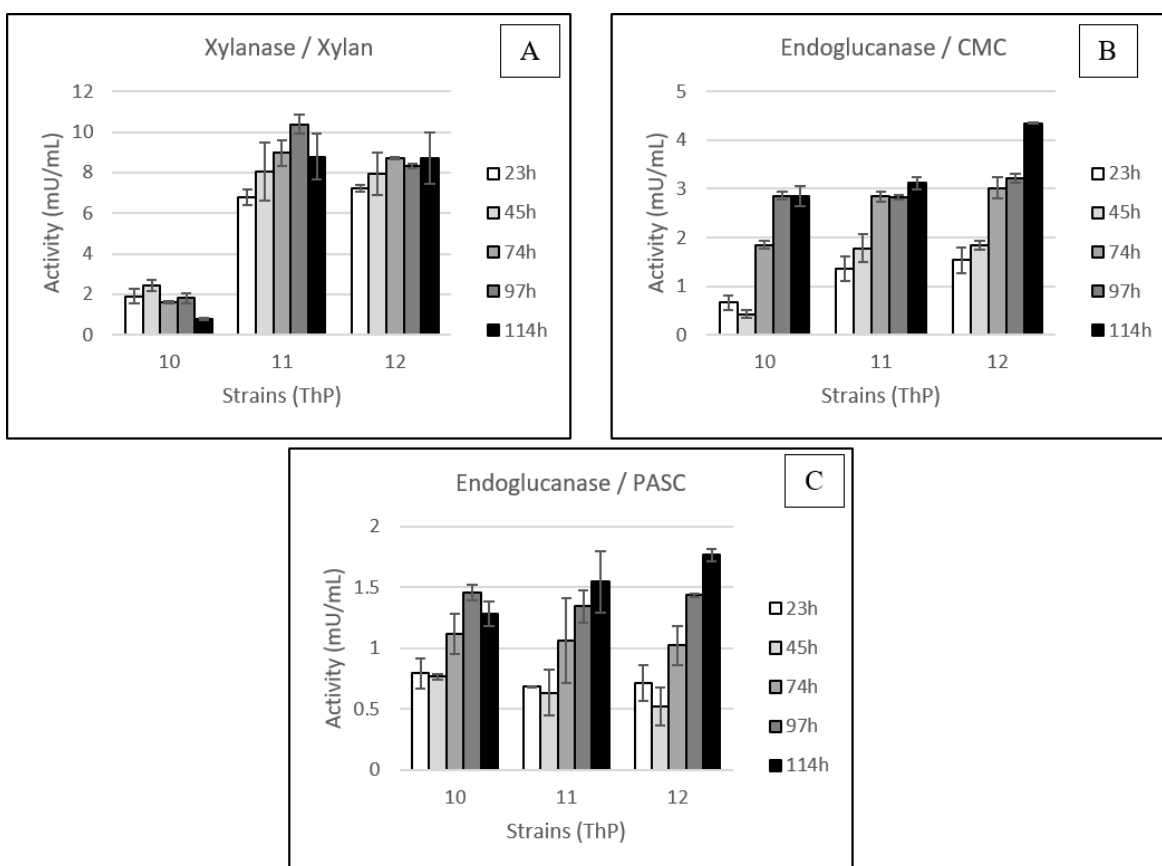 Xylanase / Xylan
A
Activity (mU/mL)
12
10
8
6
4
2
0
10 11 12
Strains (ThP)
23h
45h
74h
97h
114h
Endoglucanase / CMC
B
Activity (mU/mL)
5
4
3
2
1
0
10 11 12
Strains (ThP)
23h
45h
74h
97h
114h
Endoglucanase / PASC
C
Activity (mU/mL)
2
1.5
1
0.5
0
10 11 12
Strains (ThP)
23h
45h
74h
97h
114h